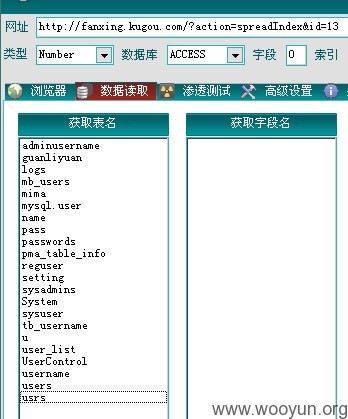 网址 http://fanxing.kugou.com/?action=spreadIndex&id=13
类型 Number 数据库 ACCESS 字段 0 索引
浏览器 数据读取 渗透测试 高级设置
获取表名 获取字段名
adminusername
guanliyuan
logs
mb_users
mima
mysql.user
name
pass
passwords
pma_table_info
reguser
setting
sysadmins
System
sysuser
tb_username
u
user_list
UserControl
username
users
usrs
www.wooyun.org